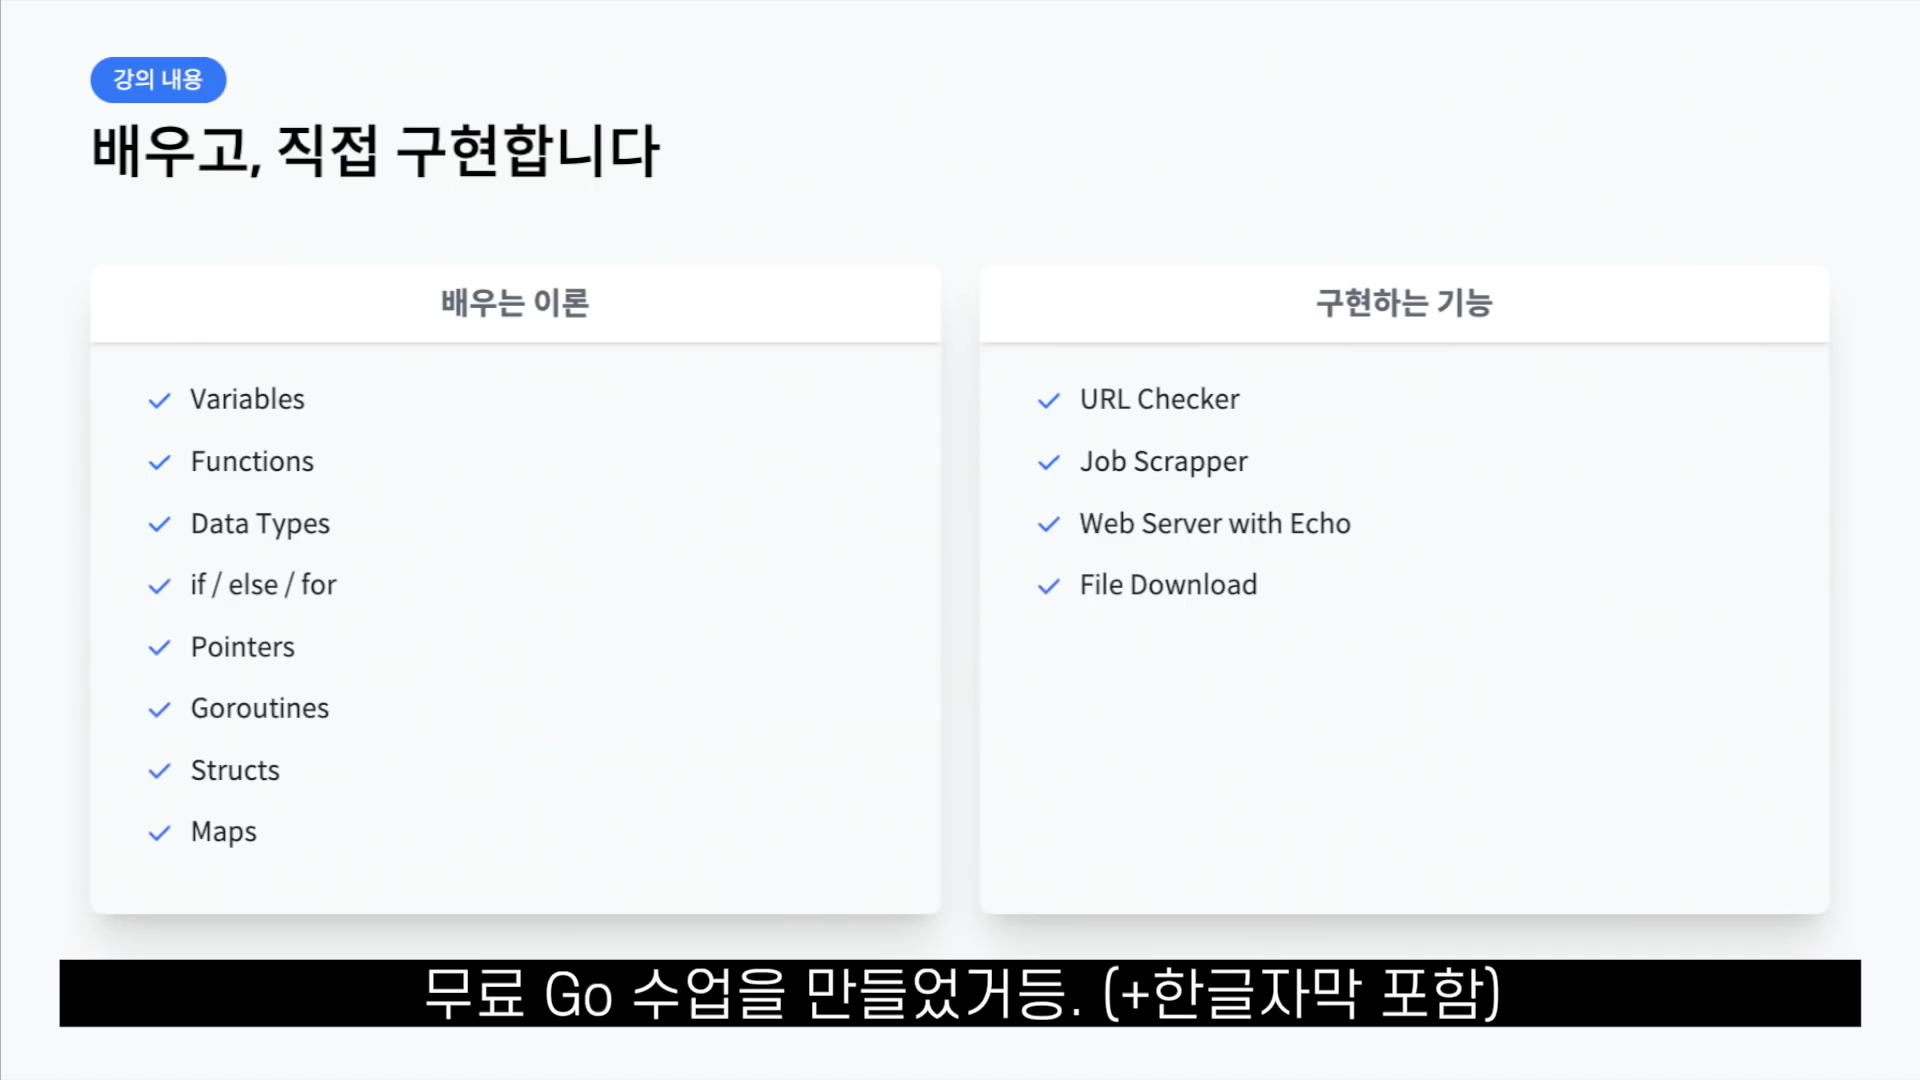 강의 내용
배우고, 직접 구현합니다
배우는 이론
Variables
Functions
Data Types
if / else / for
Pointers
Goroutines
Structs
Maps
구현하는 기능
URL Checker
Job Scrapper
Web Server with Echo
File Download
무료 Go 수업을 만들었거등. (+한글자막 포함)